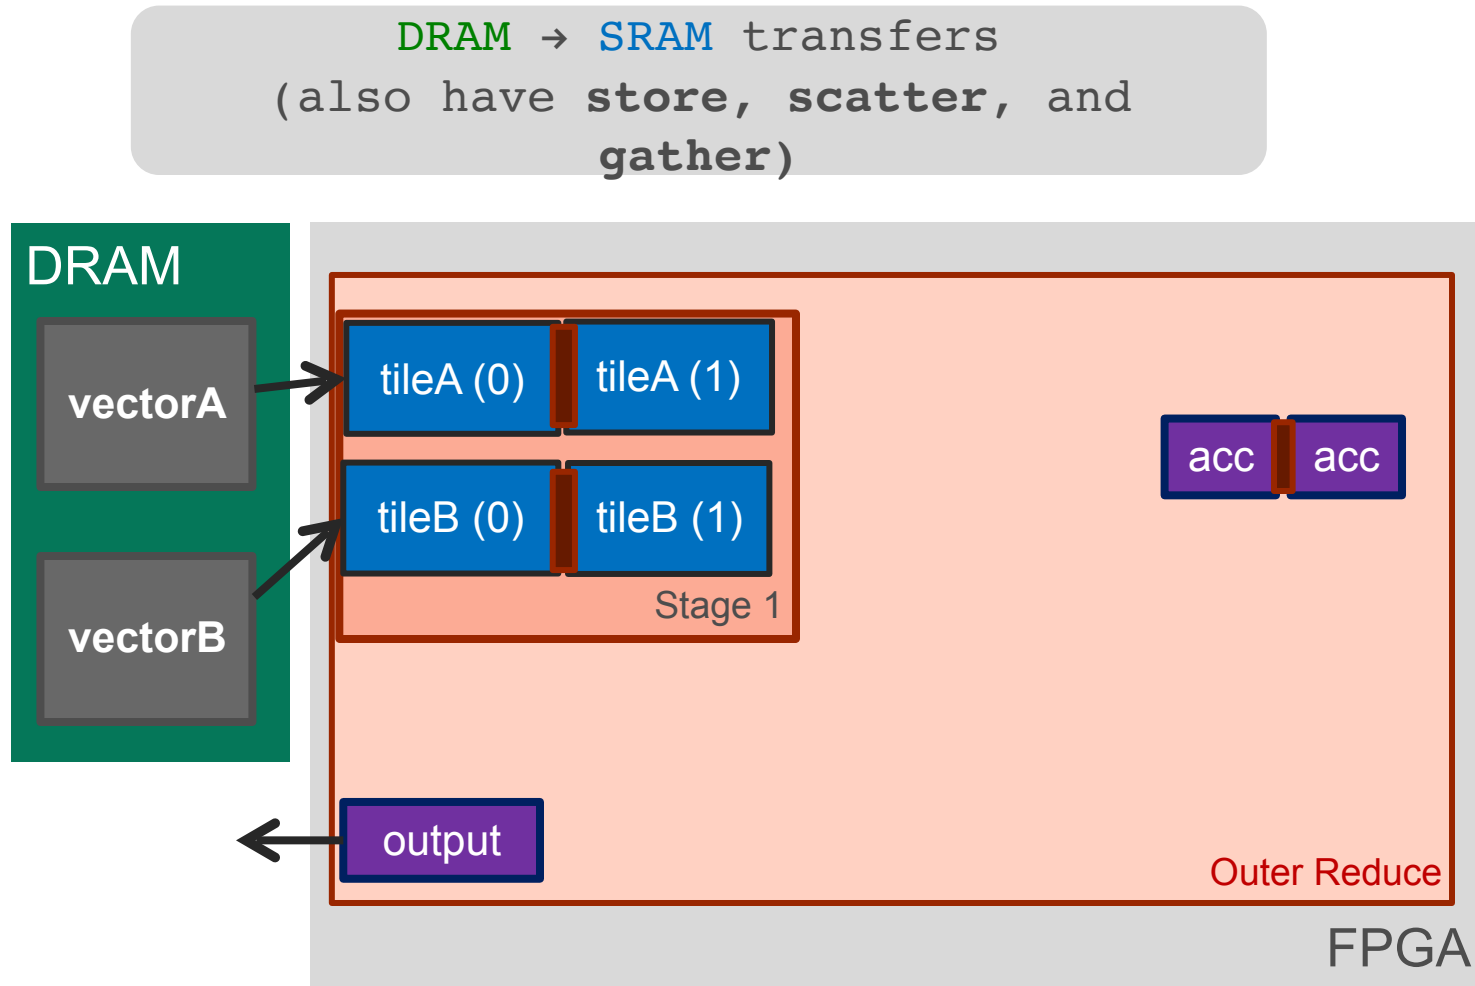 DRAM → SRAM transfers
(also have store, scatter, and
gather)
DRAM
vectorA
vectorB
tileA (0)
tileA (1)
tileB (0)
tileB (1)
Stage 1
acc
acc
output
Outer Reduce
FPGA